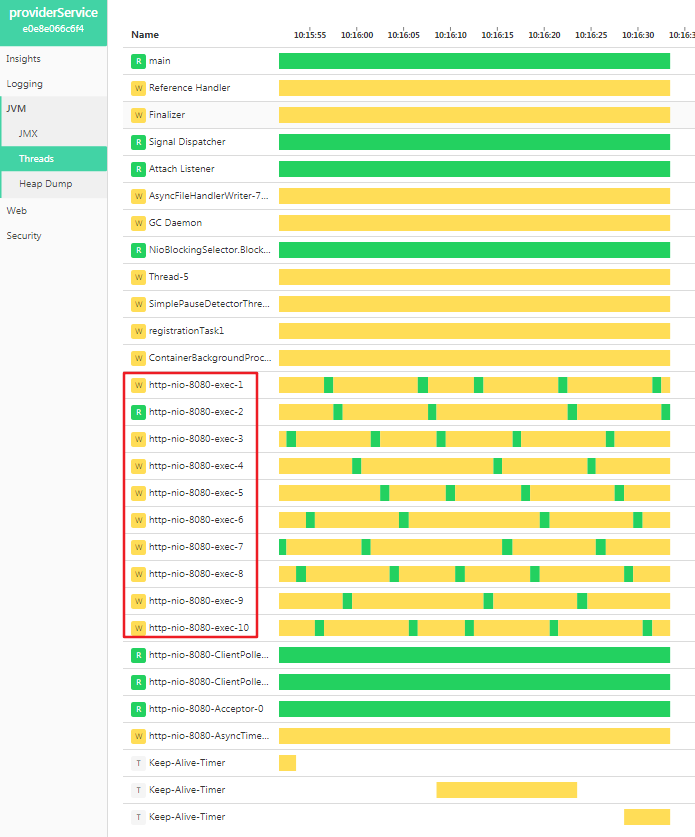 providerService
e0e8e066c6f4
Insights
Logging
JVM
JMX
Threads
Heap Dump
Web
Security
Name
10:15:55 10:16:00 10:16:05 10:16:10 10:16:15 10:16:20 10:16:25 10:16:30 10:16:3
R main
W Reference Handler
W Finalizer
R Signal Dispatcher
R Attach Listener
W AsyncFileHandlerWriter-7...
W GC Daemon
R NioBlockingSelector.Block...
W Thread-5
W SimplePauseDetectorThre...
W registrationTask1
W ContainerBackgroundProc...
W http-nio-8080-exec-1
R http-nio-8080-exec-2
W http-nio-8080-exec-3
W http-nio-8080-exec-4
W http-nio-8080-exec-5
W http-nio-8080-exec-6
W http-nio-8080-exec-7
W http-nio-8080-exec-8
W http-nio-8080-exec-9
W http-nio-8080-exec-10
R http-nio-8080-ClientPolle...
R http-nio-8080-ClientPolle...
R http-nio-8080-Acceptor-0
W http-nio-8080-AsyncTime...
T Keep-Alive-Timer
T Keep-Alive-Timer
T Keep-Alive-Timer